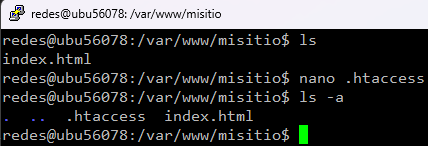 redes@ubu56078: /var/www/misitio
redes@ubu56078:/var/www/misitio$ ls
index.html
redes@ubu56078:/var/www/misitio$ nano .htaccess
redes@ubu56078:/var/www/misitio$ ls -a
.  ..  .htaccess  index.html
redes@ubu56078:/var/www/misitio$